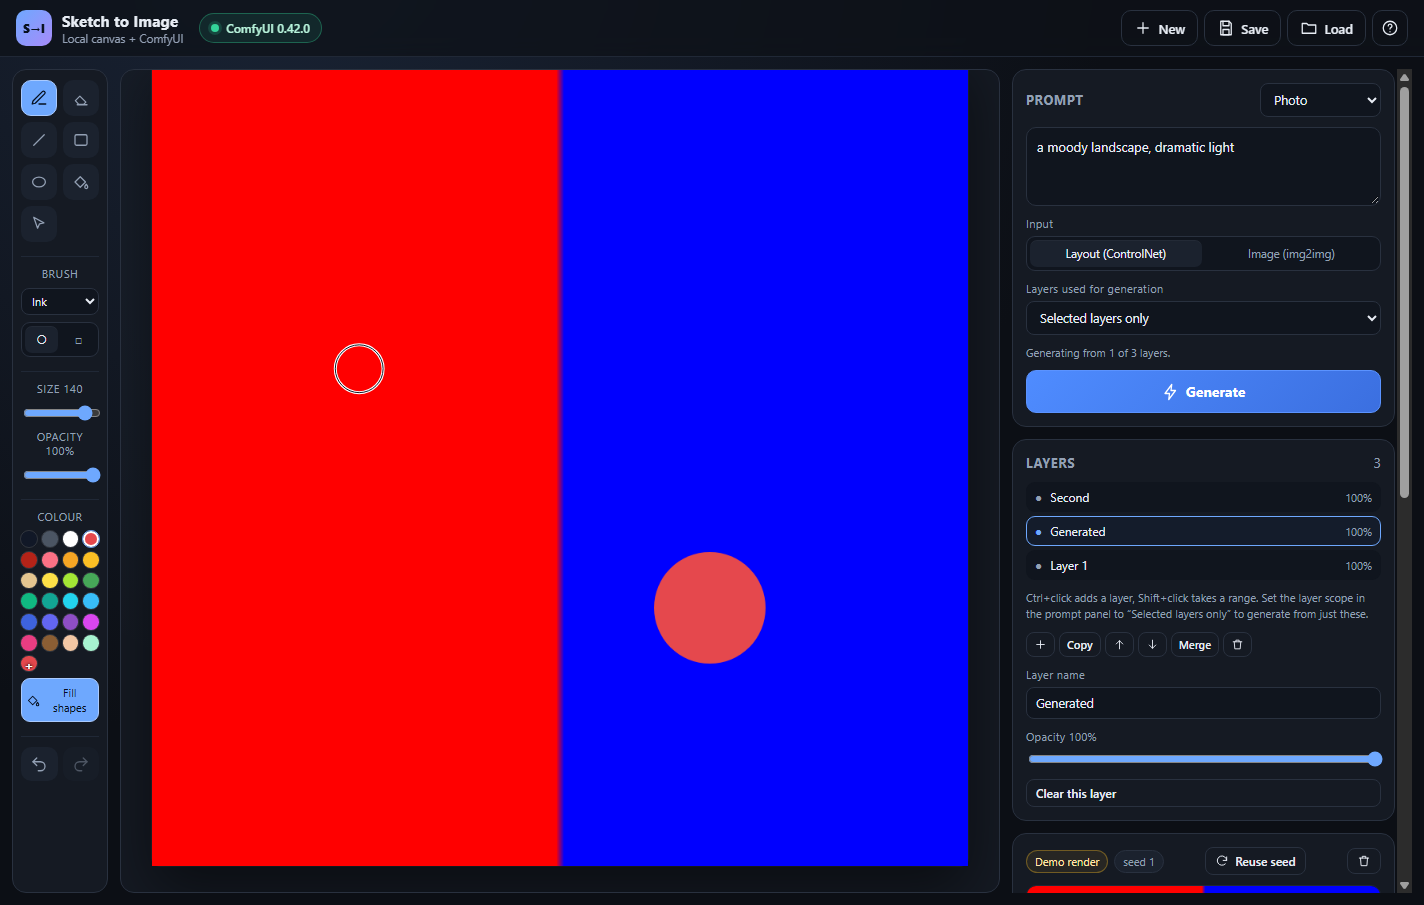 S→I
Sketch to Image
Local canvas + ComfyUI
ComfyUI 0.42.0
New
Save
Load
BRUSH
Ink
SIZE 140
OPACITY
100%
COLOUR
Fill
shapes
PROMPT
Photo
a moody landscape, dramatic light
Input
Layout (ControlNet)
Image (img2img)
Layers used for generation
Selected layers only
Generating from 1 of 3 layers.
Generate
LAYERS
3
Second
100%
Generated
100%
Layer 1
100%
Ctrl+click adds a layer, Shift+click takes a range. Set the layer scope in
the prompt panel to “Selected layers only” to generate from just these.
Copy
Merge
Layer name
Generated
Opacity 100%
Clear this layer
Demo render
seed 1
Reuse seed